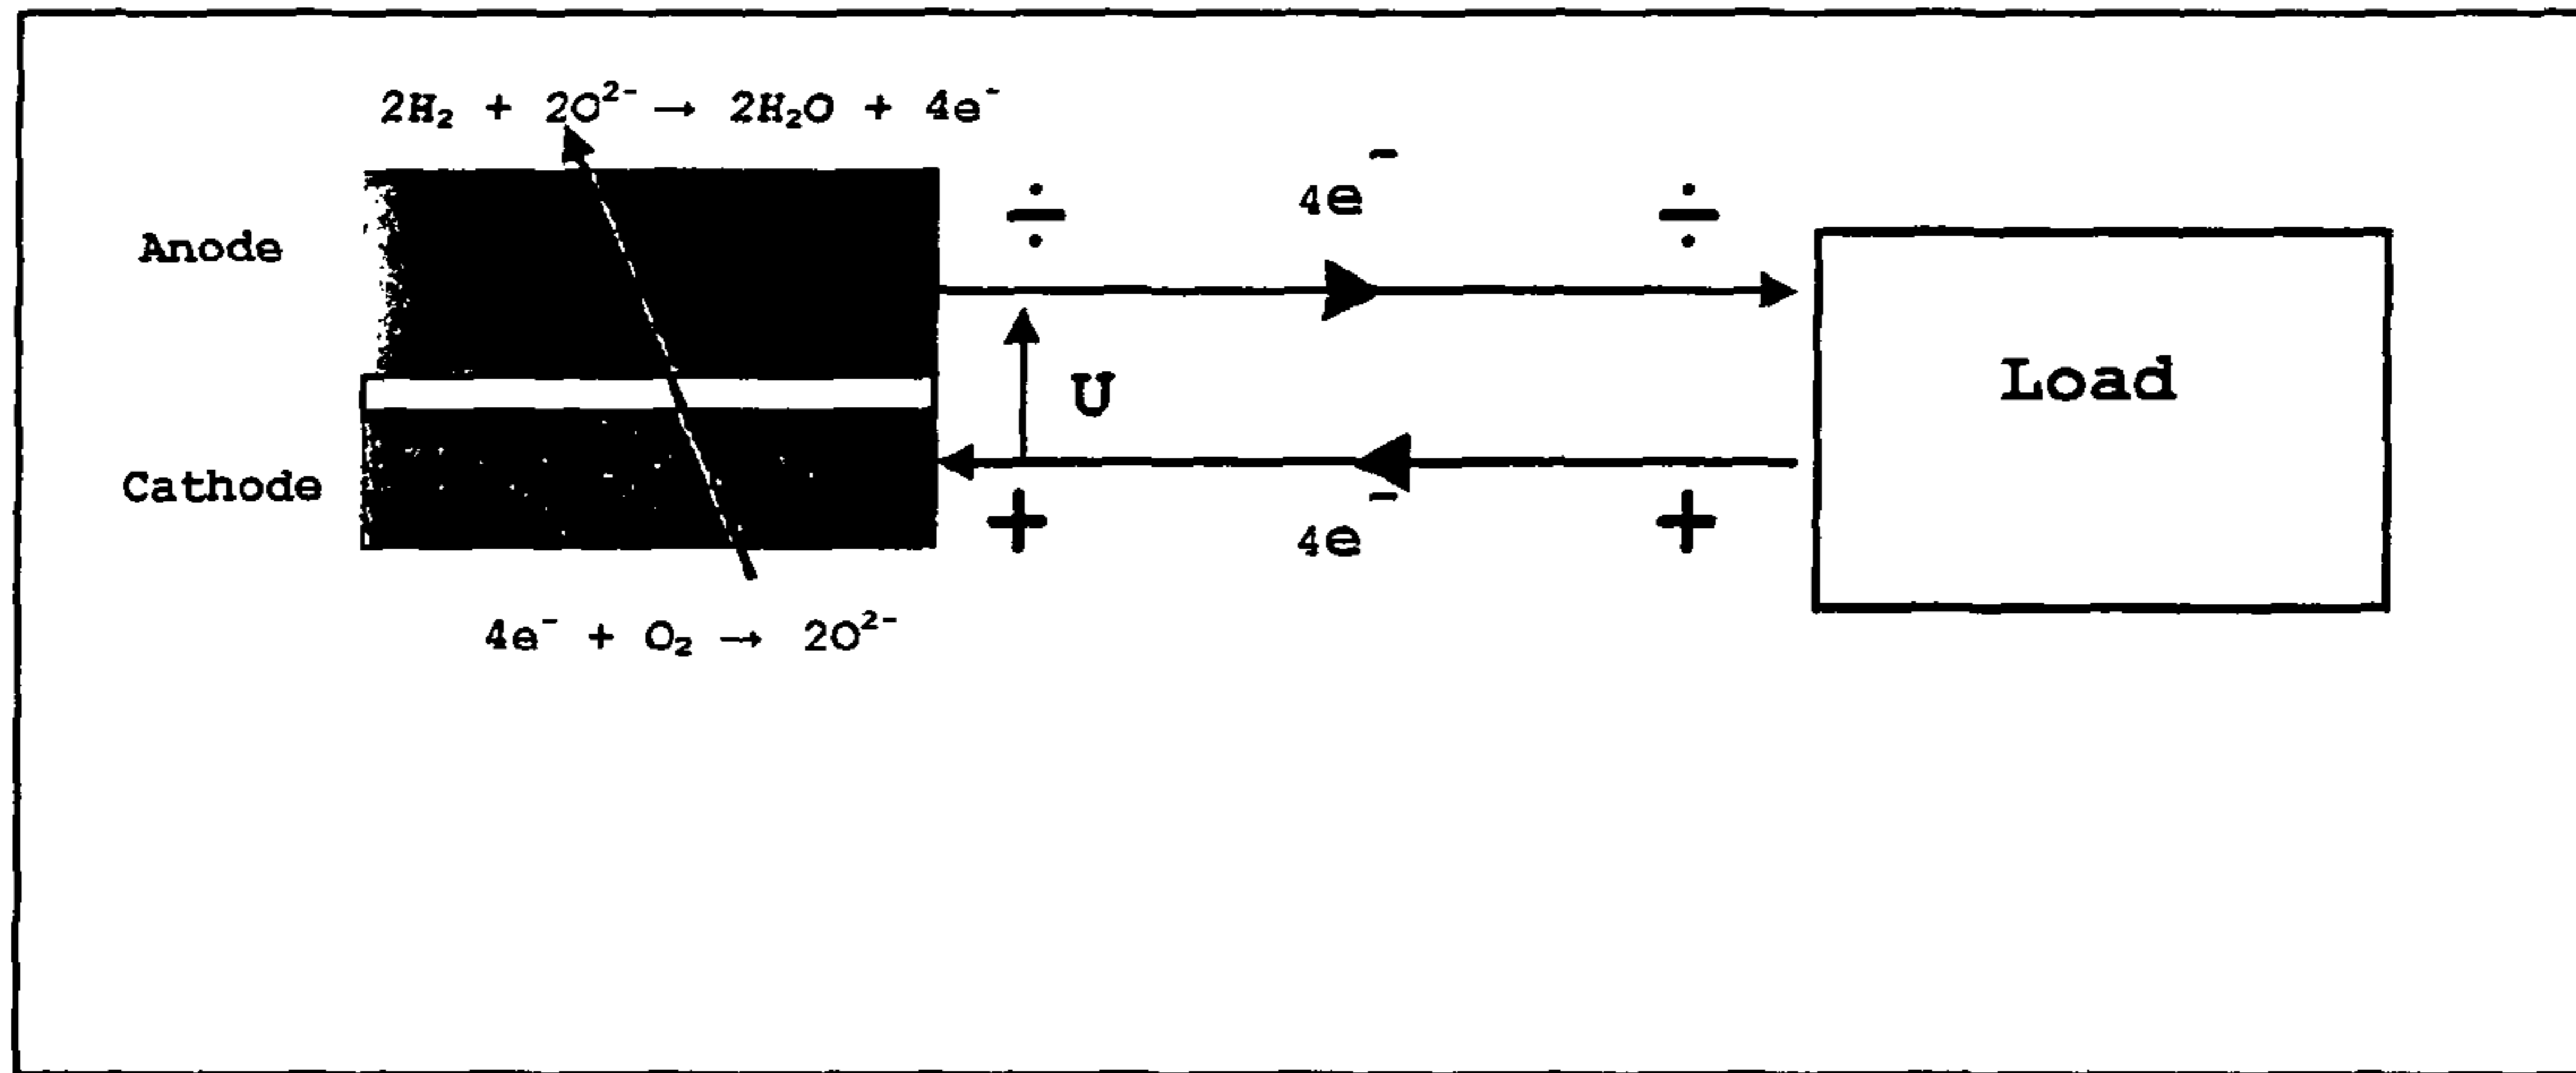 2H₂ + 2O²⁻ → 2H₂O + 4e⁻
÷ 4e⁻ ÷
Anode
Load
U
Cathode
+ 4e⁻ +
4e⁻ + O₂ → 2O²⁻